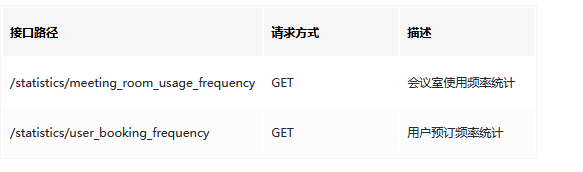 接口路径 请求方式 描述
/statistics/meeting_room_usage_frequency GET 会议室使用频率统计
/statistics/user_booking_frequency GET 用户预订频率统计